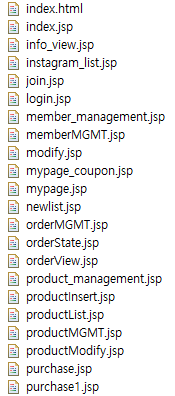 index.html
index.jsp
info_view.jsp
instagram_list.jsp
join.jsp
login.jsp
member_management.jsp
memberMGMT.jsp
modify.jsp
mypage_coupon.jsp
mypage.jsp
newlist.jsp
orderMGMT.jsp
orderState.jsp
orderView.jsp
product_management.jsp
productInsert.jsp
productList.jsp
productMGMT.jsp
productModify.jsp
purchase.jsp
purchase1.jsp